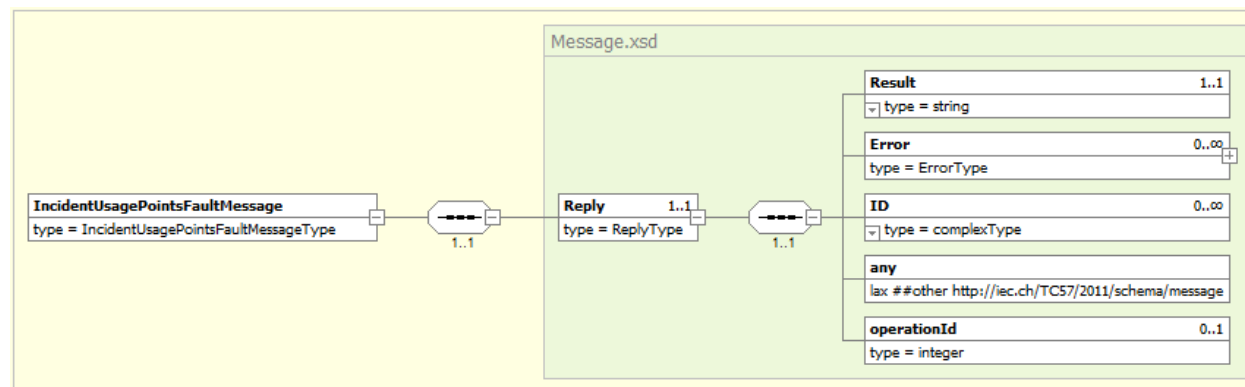 Message.xsd
Result 1..1
type = string
Error 0..∞
type = ErrorType
IncidentUsagePointsFaultMessage
type = IncidentUsagePointsFaultMessageType
1..1
Reply 1..1
type = ReplyType
1..1
ID 0..∞
type = complexType
any
lax ##other http://iec.ch/TC57/2011/schema/message
operationId 0..1
type = integer